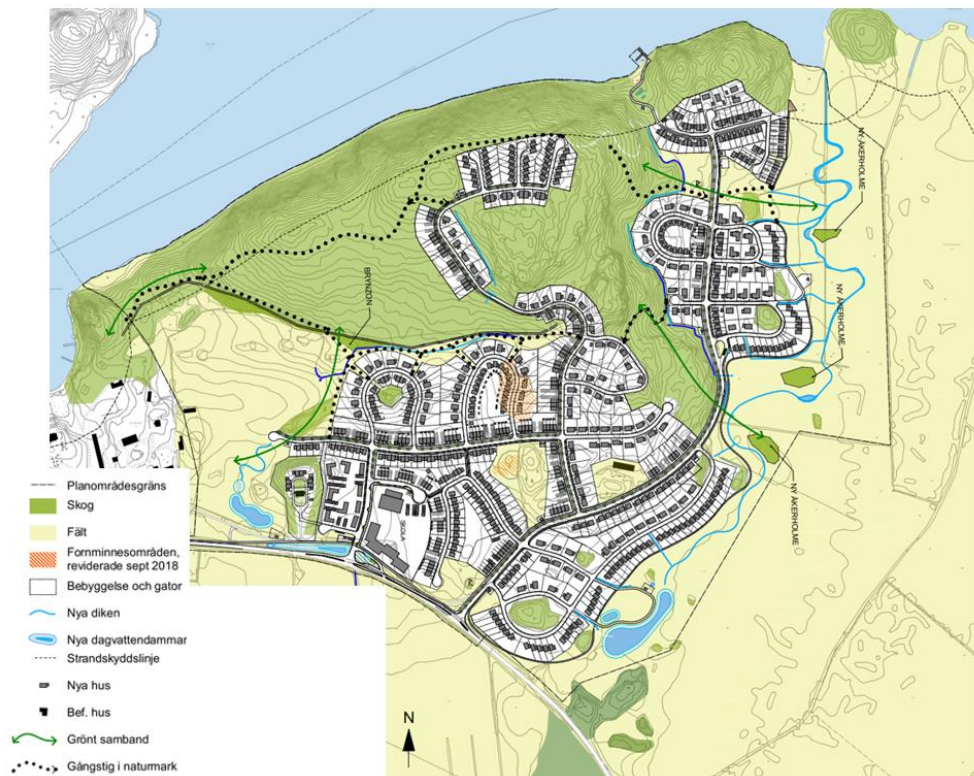 NY ÅKERHOLME
NY ÅKERHOLME
BRYNZON
NY ÅKERHOLME
SKOLA
Planområdesgräns
Skog
Fält
Fornminnesområden,
reviderade sept 2018
Bebyggelse och gator
Nya diken
Nya dagvattendammar
Strandskyddslinje
Nya hus
Bef. hus
Grönt samband
Gångstig i naturmark
N